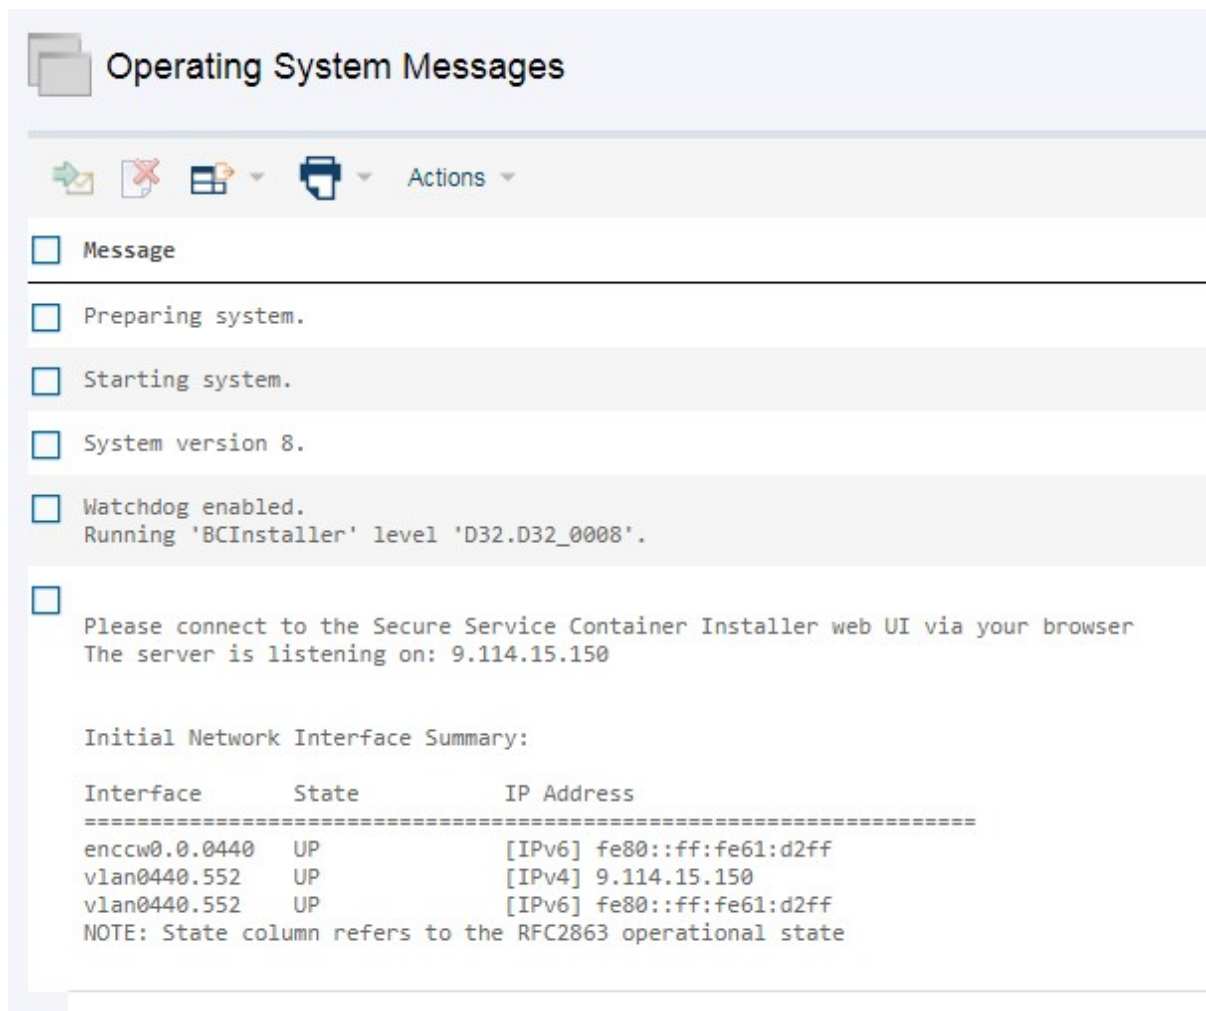 Operating System Messages
Actions
Message
Preparing system.
Starting system.
System version 8.
Watchdog enabled.
Running 'BCInstaller' level 'D32.D32_0008'.
Please connect to the Secure Service Container Installer web UI via your browser
The server is listening on: 9.114.15.150
Initial Network Interface Summary:
Interface State IP Address
====================================================================
enccw0.0.0440 UP [IPv6] fe80::ff:fe61:d2ff
vlan0440.552 UP [IPv4] 9.114.15.150
vlan0440.552 UP [IPv6] fe80::ff:fe61:d2ff
NOTE: State column refers to the RFC2863 operational state